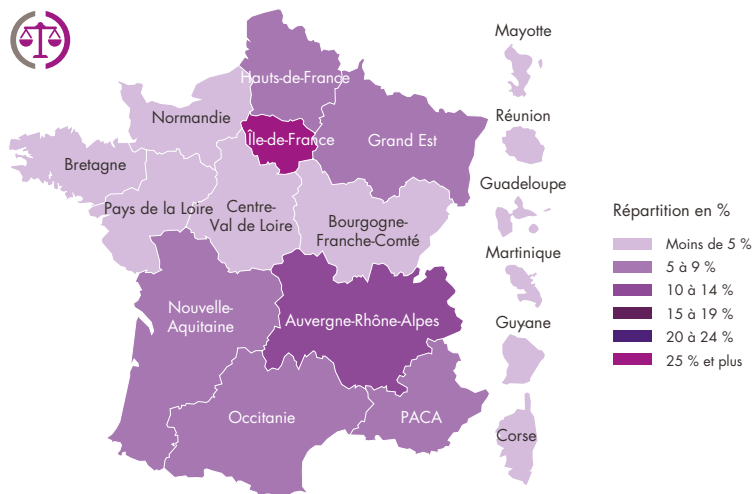 Mayotte
Hauts-de-France
Normandie
Île-de-France
Grand Est
Réunion
Bretagne
Guadeloupe
Pays de la Loire
Centre-
Val de Loire
Bourgogne-
Franche-Comté
Martinique
Nouvelle-
Aquitaine
Auvergne-Rhône-Alpes
Guyane
Occitanie
PACA
Corse
Répartition en %
Moins de 5 %
5 à 9 %
10 à 14 %
15 à 19 %
20 à 24 %
25 % et plus